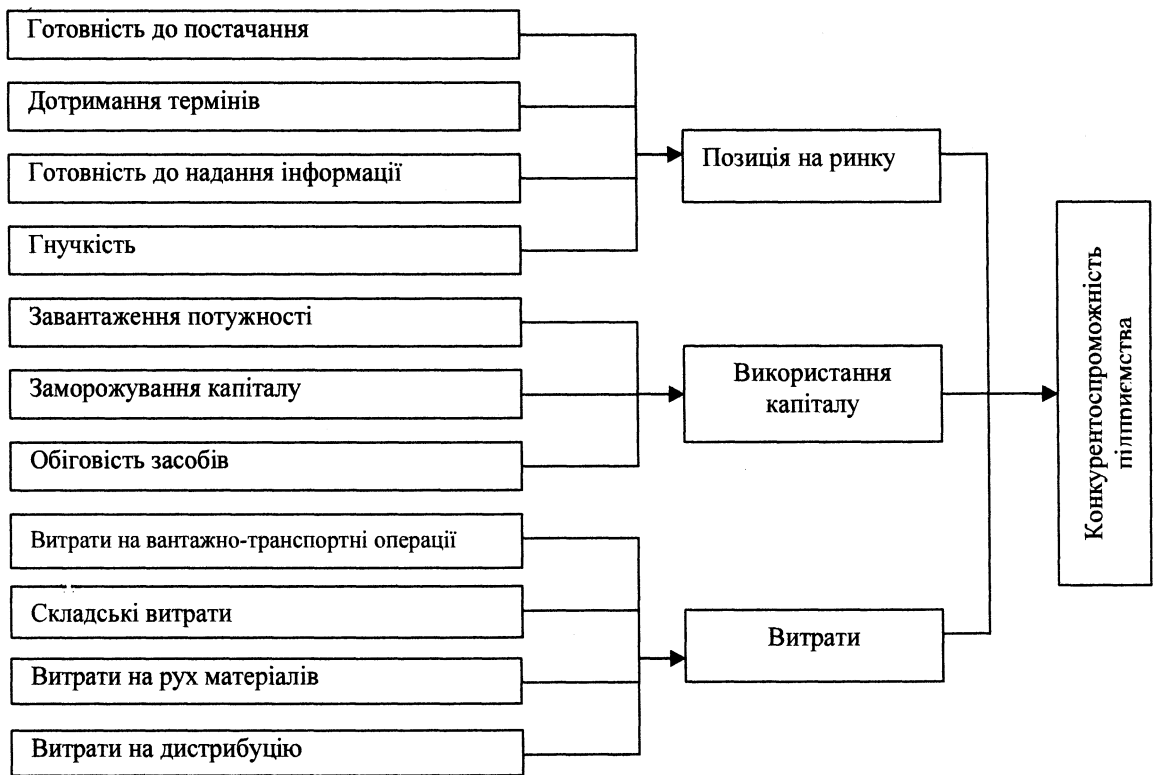 Готовність до постачання
Дотримання термінів
Готовність до надання інформації
Гнучкість
Завантаження потужності
Заморожування капіталу
Обіговість засобів
Витрати на вантажно-транспортні операції
Складські витрати
Витрати на рух матеріалів
Витрати на дистрибуцію
Позиція на ринку
Використання
капіталу
Витрати
Конкурентоспроможність
підприємства